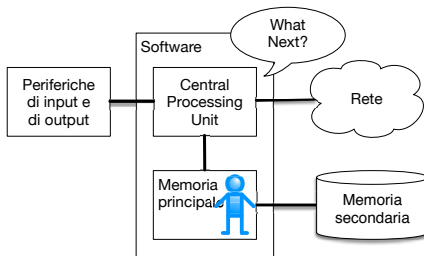 What
Next?
Software
Periferiche
di input e
di output
Central
Processing
Unit
Rete
Memoria
principale
Memoria
secondaria